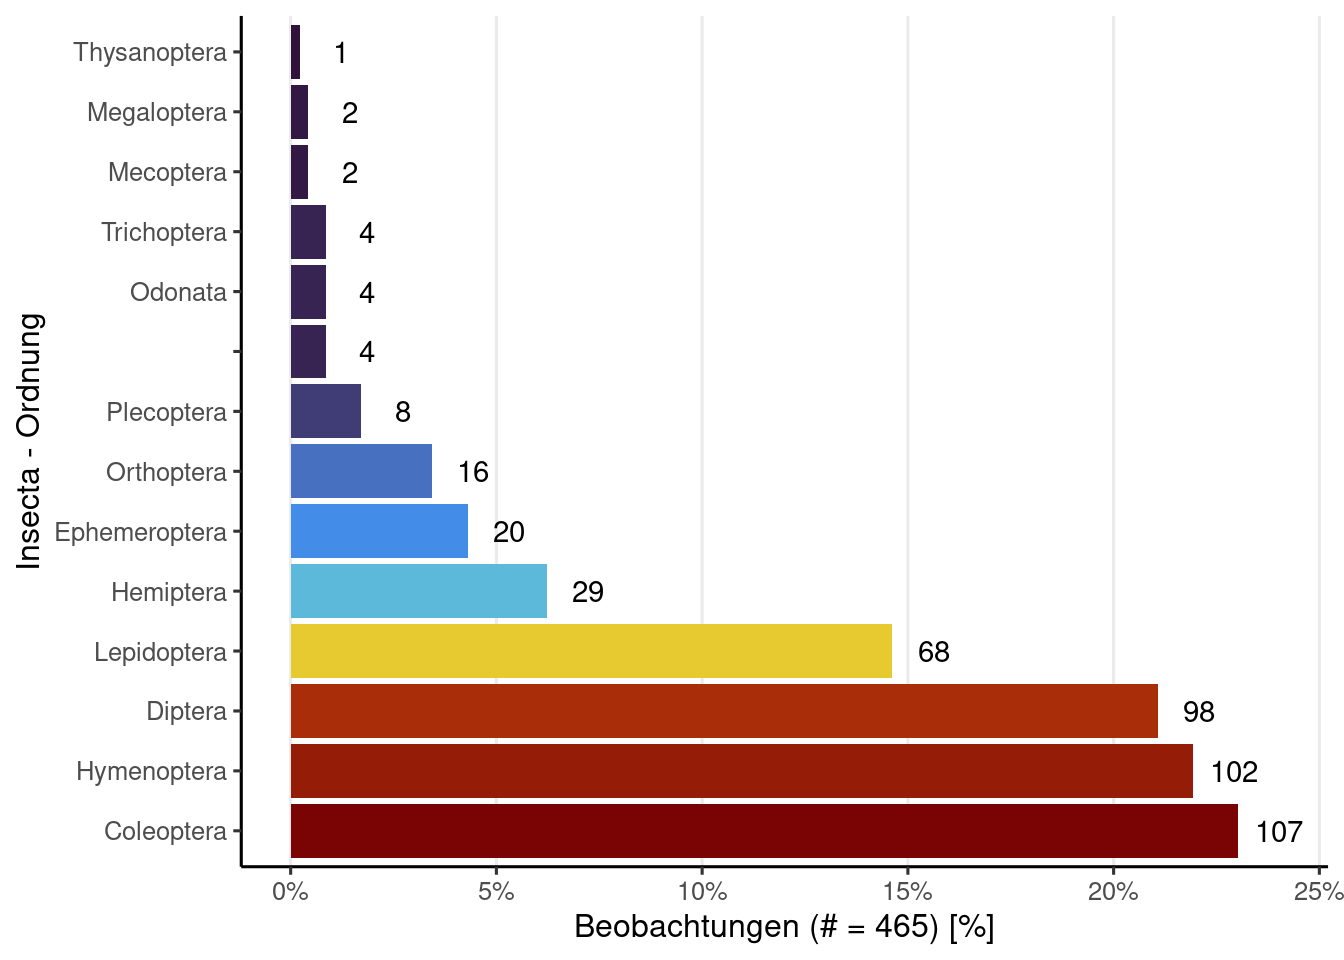 Insecta - Ordnung
Thysanoptera 1
Megaloptera 2
Mecoptera 2
Trichoptera 4
Odonata 4
4
Plecoptera 8
Orthoptera 16
Ephemeroptera 20
Hemiptera 29
Lepidoptera 68
Diptera 98
Hymenoptera 102
Coleoptera 107
0% 5% 10% 15% 20% 25%
Beobachtungen (# = 465) [%]